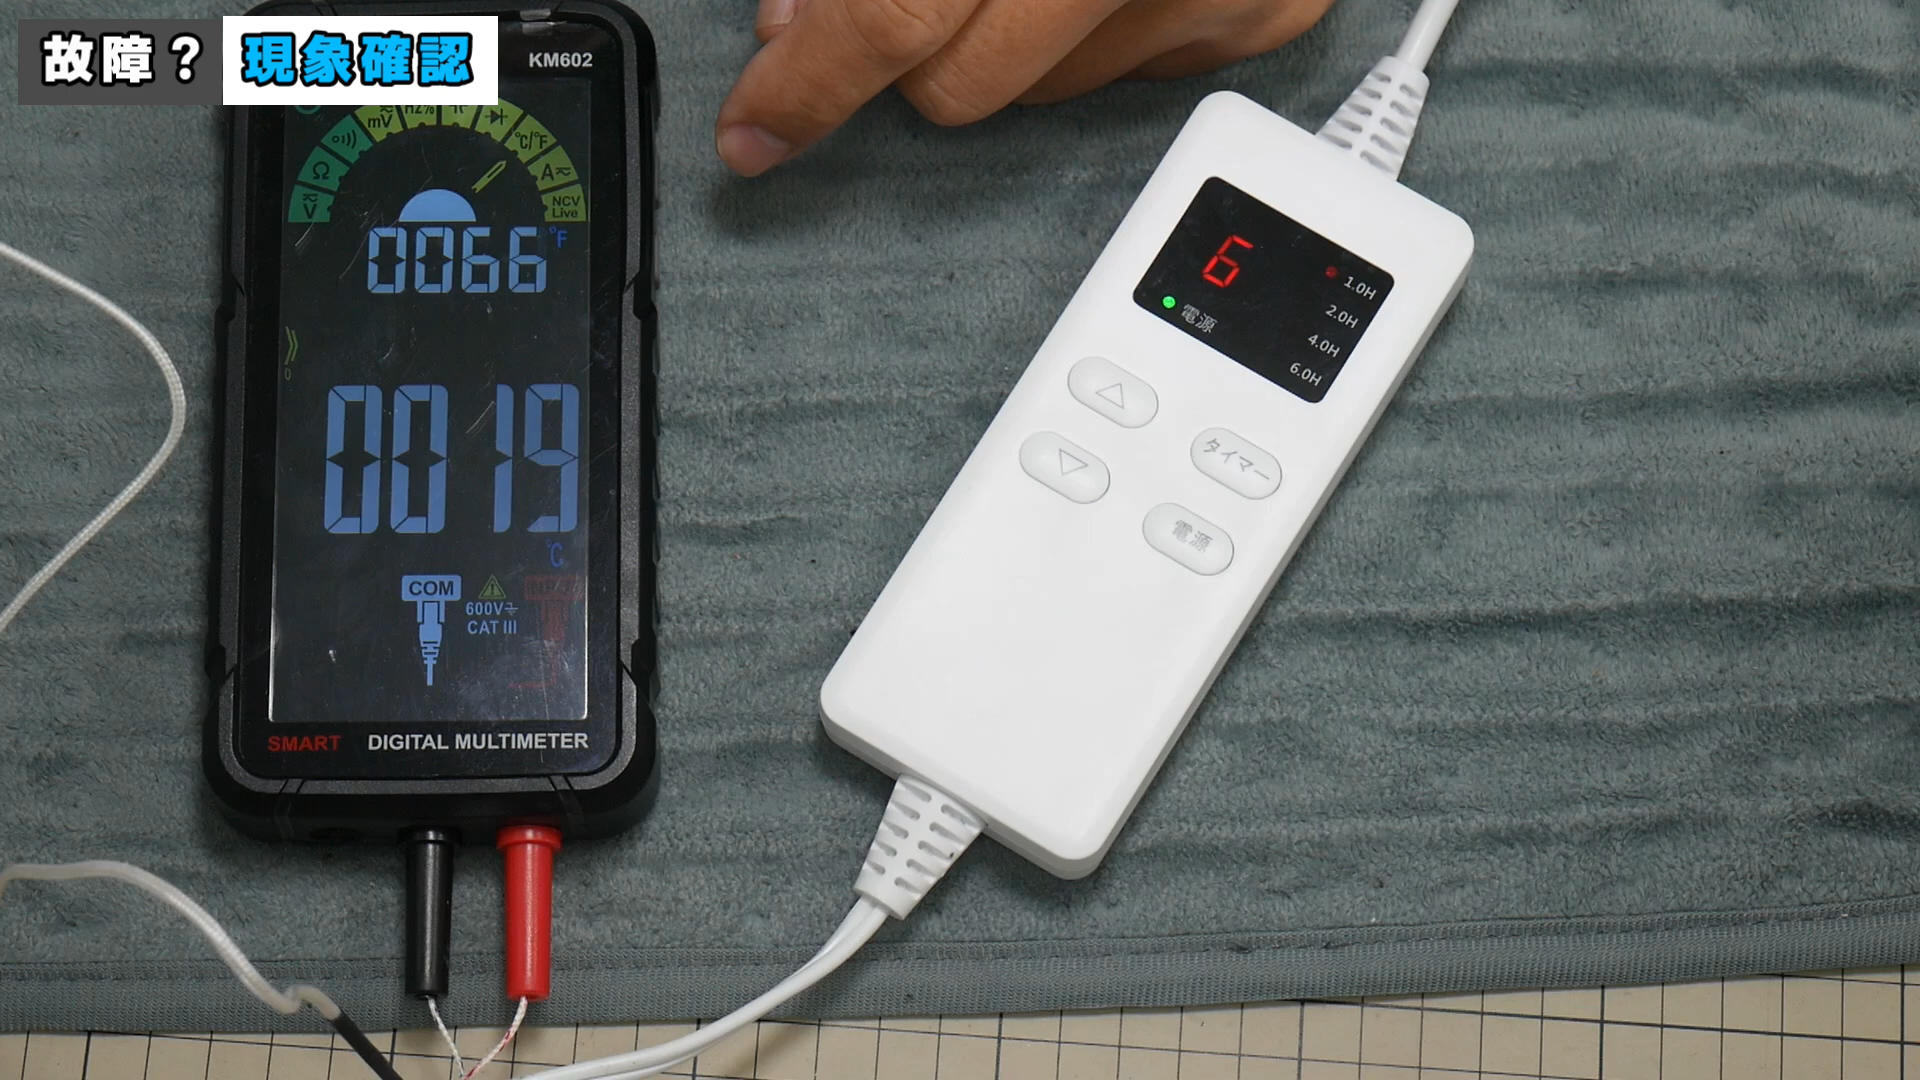 故障？ 現象確認
KM602
mV
Hz%
℃/℉
Ω
A
V
NCV
Live
0066 °F
0019
℃
COM
600V
CAT III
SMART DIGITAL MULTIMETER
6
1.0H
2.0H
4.0H
6.0H
電源
△
▽
タイマー
電源